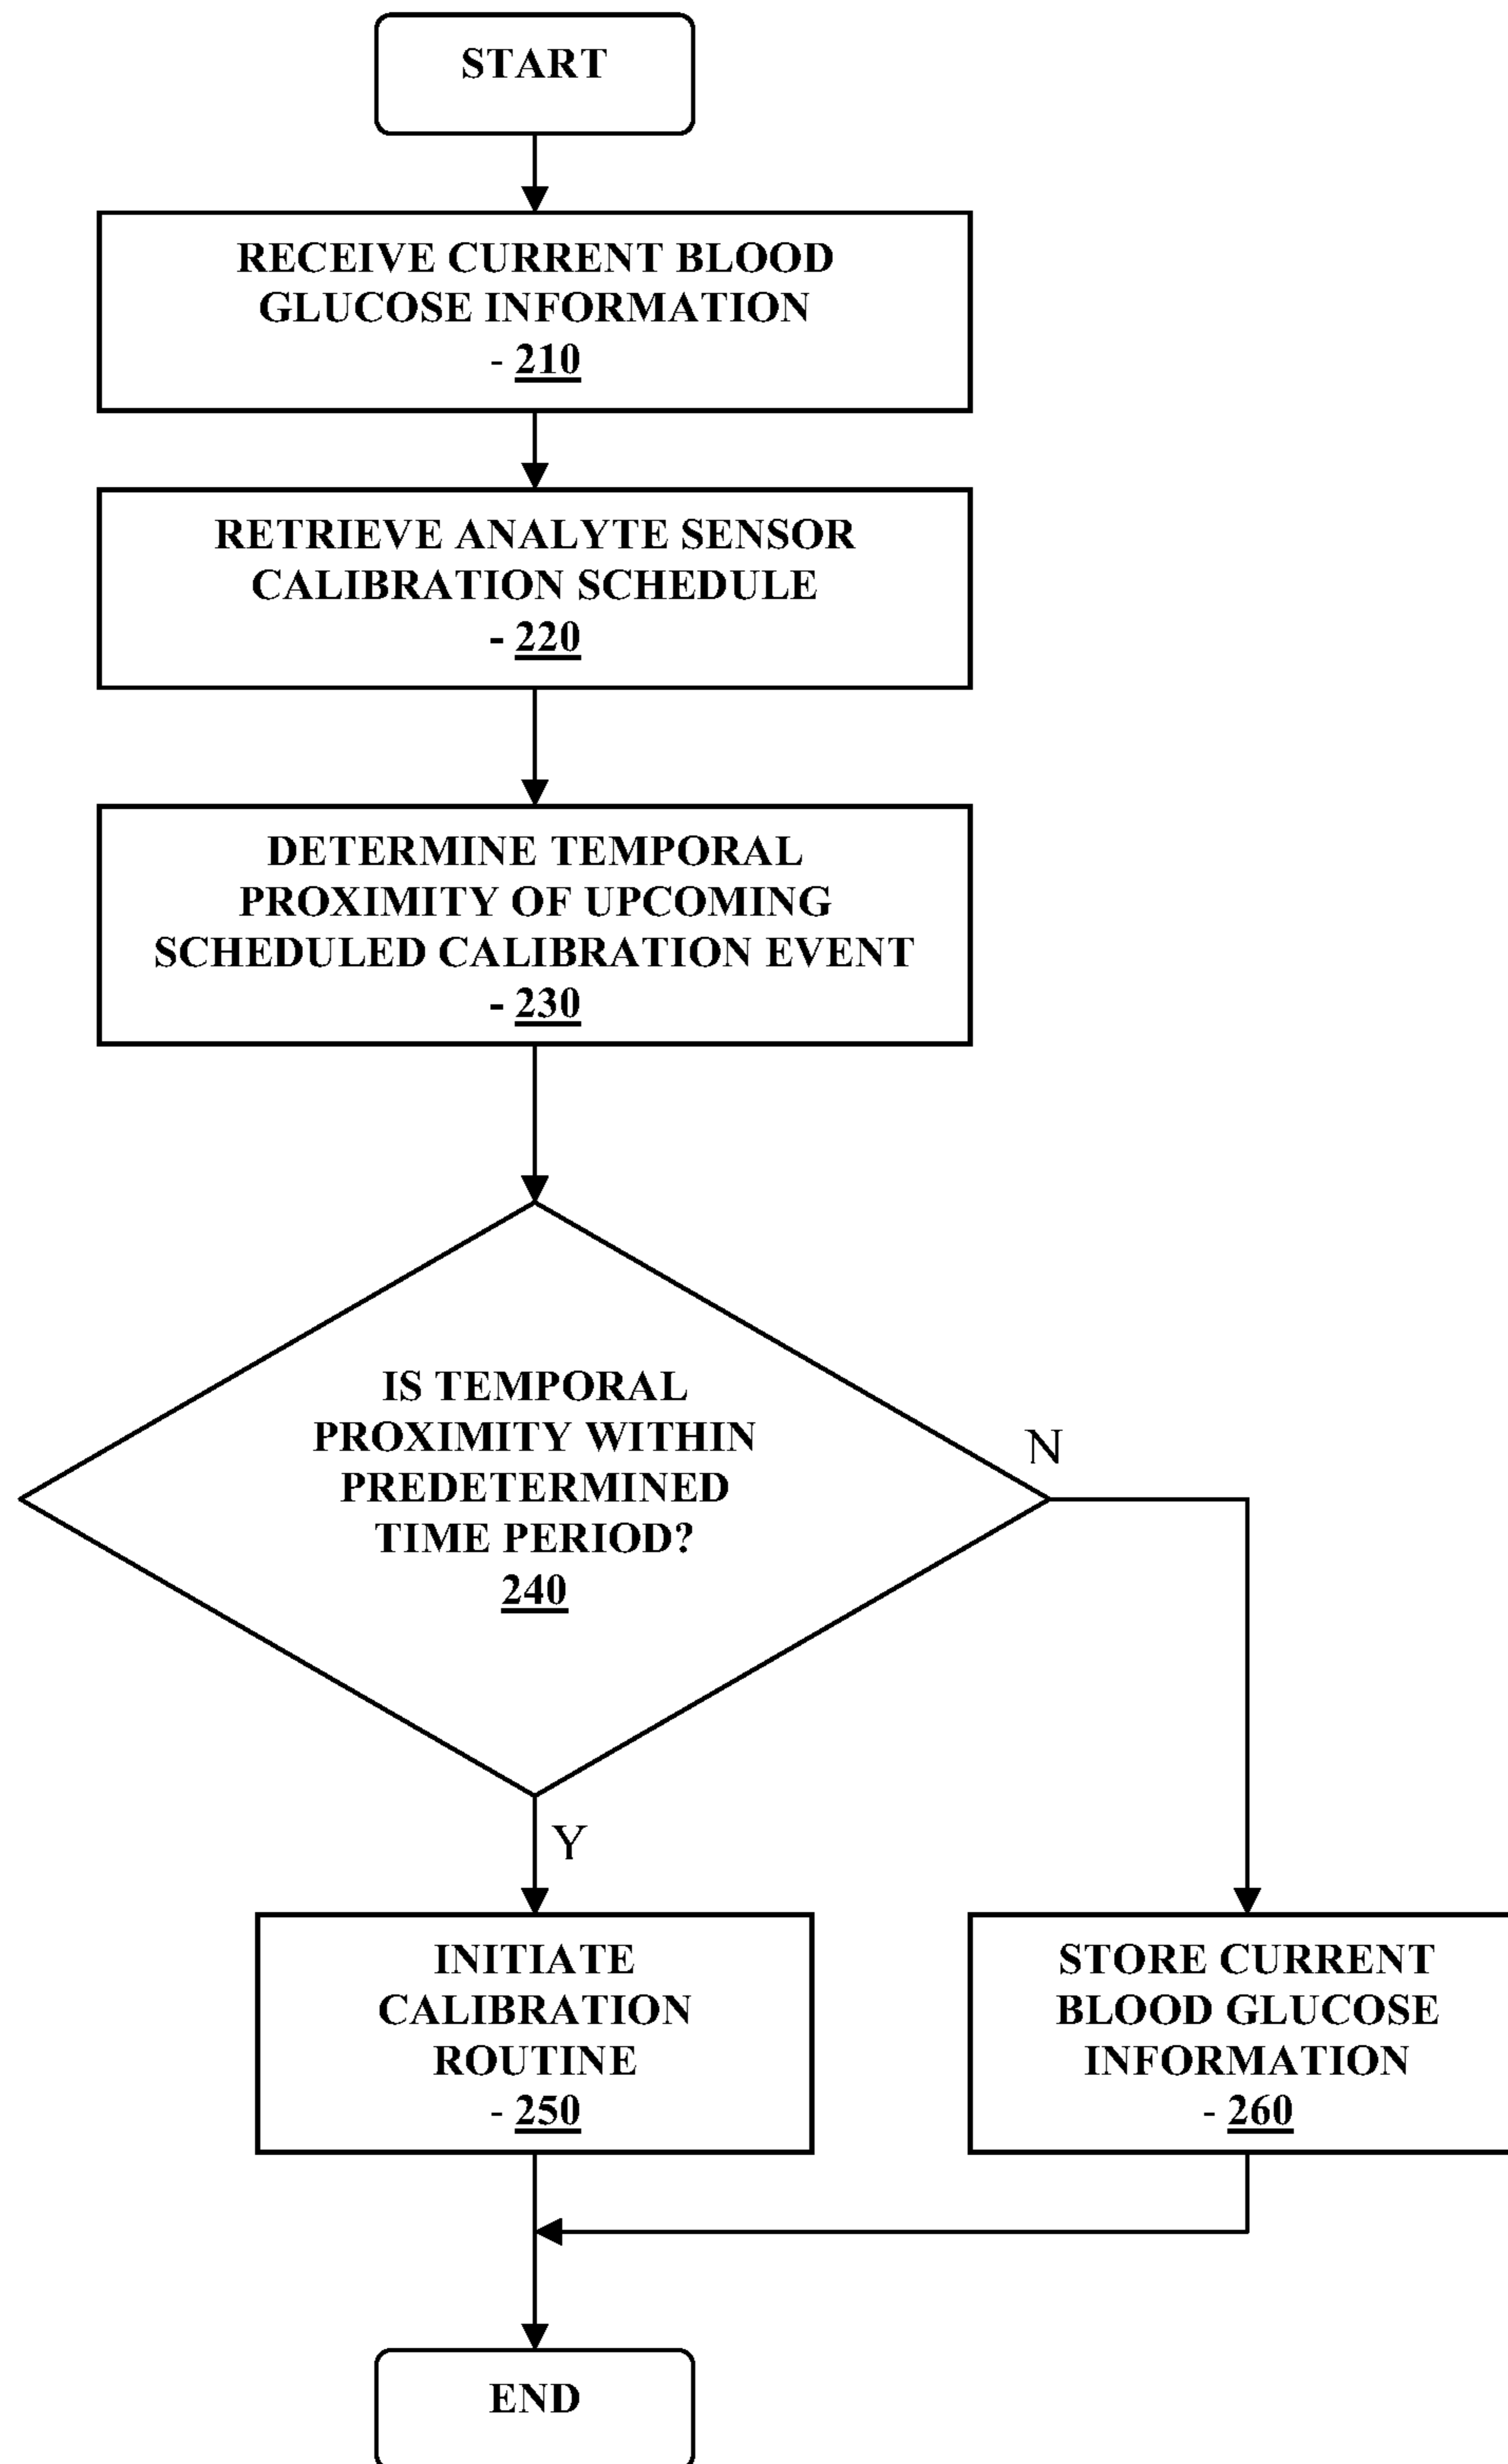 START
RECEIVE CURRENT BLOOD
GLUCOSE INFORMATION
- 210
RETRIEVE ANALYTE SENSOR
CALIBRATION SCHEDULE
- 220
DETERMINE TEMPORAL
PROXIMITY OF UPCOMING
SCHEDULED CALIBRATION EVENT
- 230
IS TEMPORAL
PROXIMITY WITHIN
PREDETERMINED
TIME PERIOD?
240
N
Y
INITIATE
CALIBRATION
ROUTINE
- 250
STORE CURRENT
BLOOD GLUCOSE
INFORMATION
- 260
END